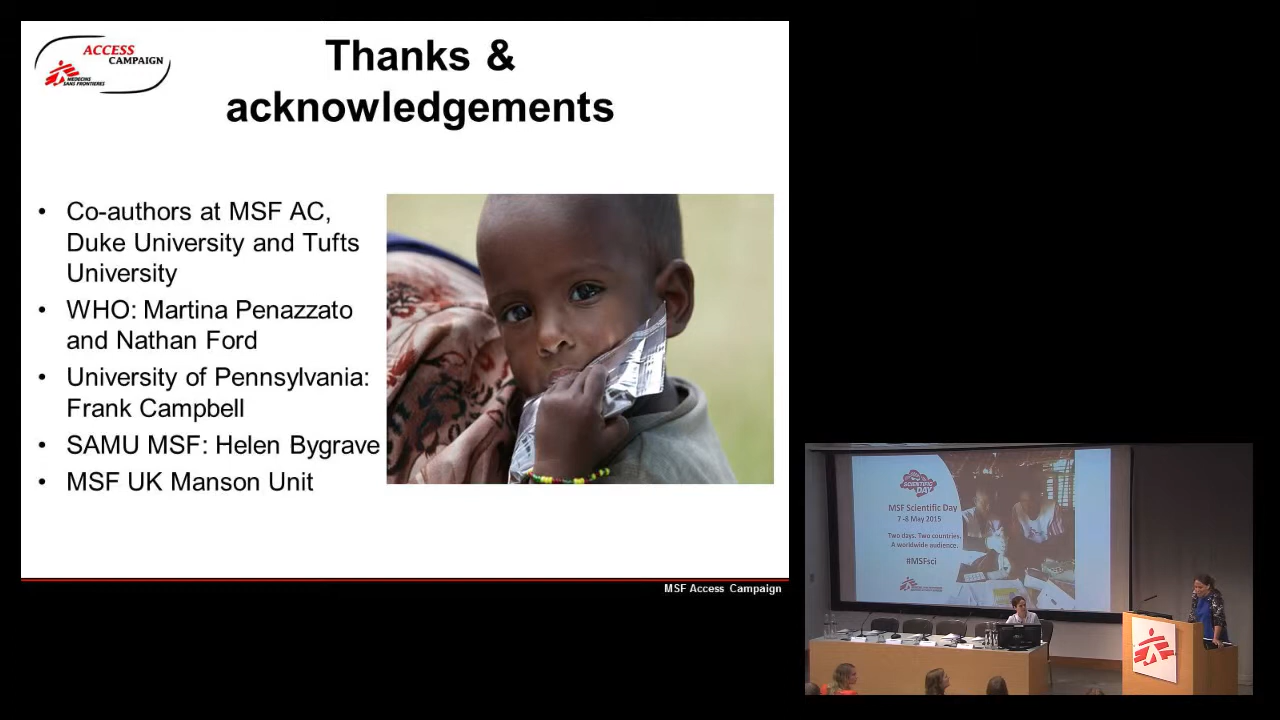 ACCESS
CAMPAIGN
MEDECINS
SANS FRONTIERES
Thanks &
acknowledgements
• Co-authors at MSF AC,
Duke University and Tufts
University
• WHO: Martina Penazzato
and Nathan Ford
• University of Pennsylvania:
Frank Campbell
• SAMU MSF: Helen Bygrave
• MSF UK Manson Unit
MSF Access Campaign
SCIENTIFIC
DAY
MSF Scientific Day
7-8 May 2015
Two days. Two countries.
A worldwide audience.
#MSFsci